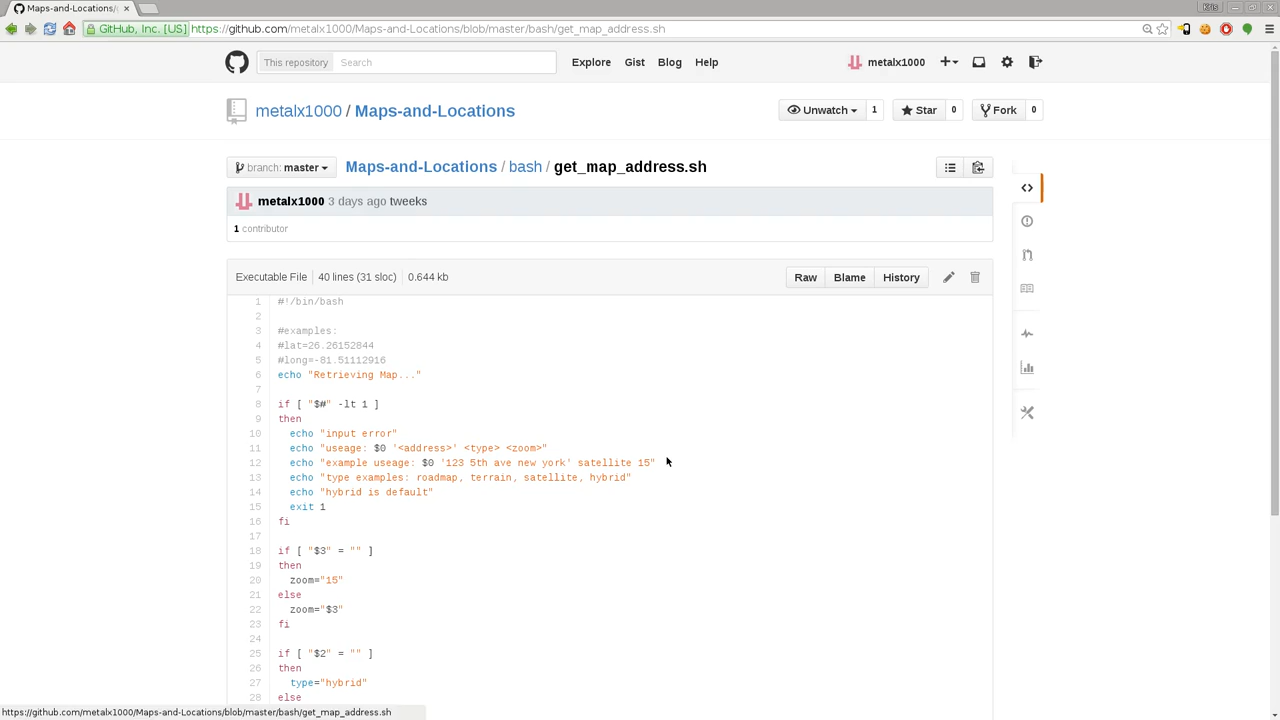 Maps-and-Locations/
Kris
GitHub, Inc. [US] https://github.com/metalx1000/Maps-and-Locations/blob/master/bash/get_map_address.sh
This repository Search Explore Gist Blog Help metalx1000
metalx1000 / Maps-and-Locations Unwatch 1 Star 0 Fork 0
branch: master Maps-and-Locations / bash / get_map_address.sh
metalx1000 3 days ago tweeks
1 contributor
Executable File 40 lines (31 sloc) 0.644 kb Raw Blame History
1 #!/bin/bash
2
3 #examples:
4 #lat=26.26152844
5 #long=-81.51112916
6 echo "Retrieving Map..."
7
8 if [ "$#" -lt 1 ]
9 then
10 echo "input error"
11 echo "useage: $0 '<address>' <type> <zoom>"
12 echo "example useage: $0 '123 5th ave new york' satellite 15"
13 echo "type examples: roadmap, terrain, satellite, hybrid"
14 echo "hybrid is default"
15 exit 1
16 fi
17
18 if [ "$3" = "" ]
19 then
20 zoom="15"
21 else
22 zoom="$3"
23 fi
24
25 if [ "$2" = "" ]
26 then
27 type="hybrid"
28 else
https://github.com/metalx1000/Maps-and-Locations/blob/master/bash/get_map_address.sh